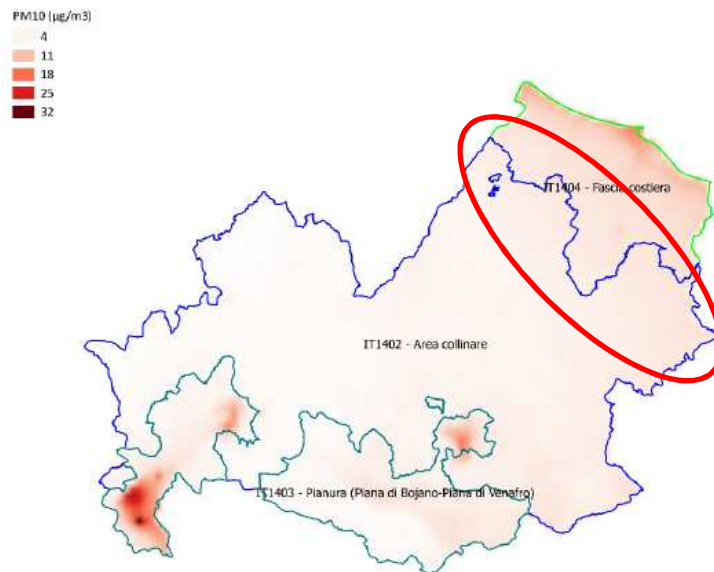 PM10 (µg/m3)
4
11
18
25
32
IT1404 - Fascia costiera
IT1402 - Area collinare
IT1403 - Pianura (Piana di Bojano-Piana di Venafro)